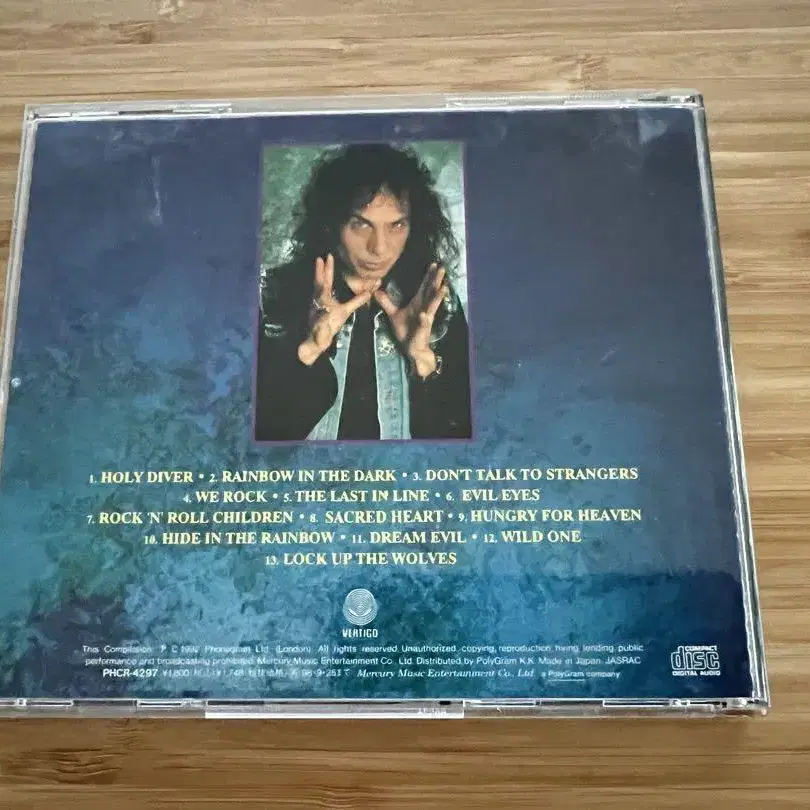 1. HOLY DIVER • 2. RAINBOW IN THE DARK • 3. DON'T TALK TO STRANGERS
4. WE ROCK • 5. THE LAST IN LINE • 6. EVIL EYES
7. ROCK 'N' ROLL CHILDREN • 8. SACRED HEART • 9. HUNGRY FOR HEAVEN
10. HIDE IN THE RAINBOW • 11. DREAM EVIL • 12. WILD ONE
13. LOCK UP THE WOLVES
VERTIGO
This Compilation P C 1992 Phonogram Ltd. (London). All rights reserved. Unauthorized copying, reproduction, hiring, lending, public
performance and broadcasting prohibited. Mercury Music Entertainment Co. Ltd. Distributed by PolyGram K.K. Made in Japan. JASRAC
PHCR-4297 Mercury Music Entertainment Co., Ltd. a PolyGram company
COMPACT
disc
DIGITAL AUDIO